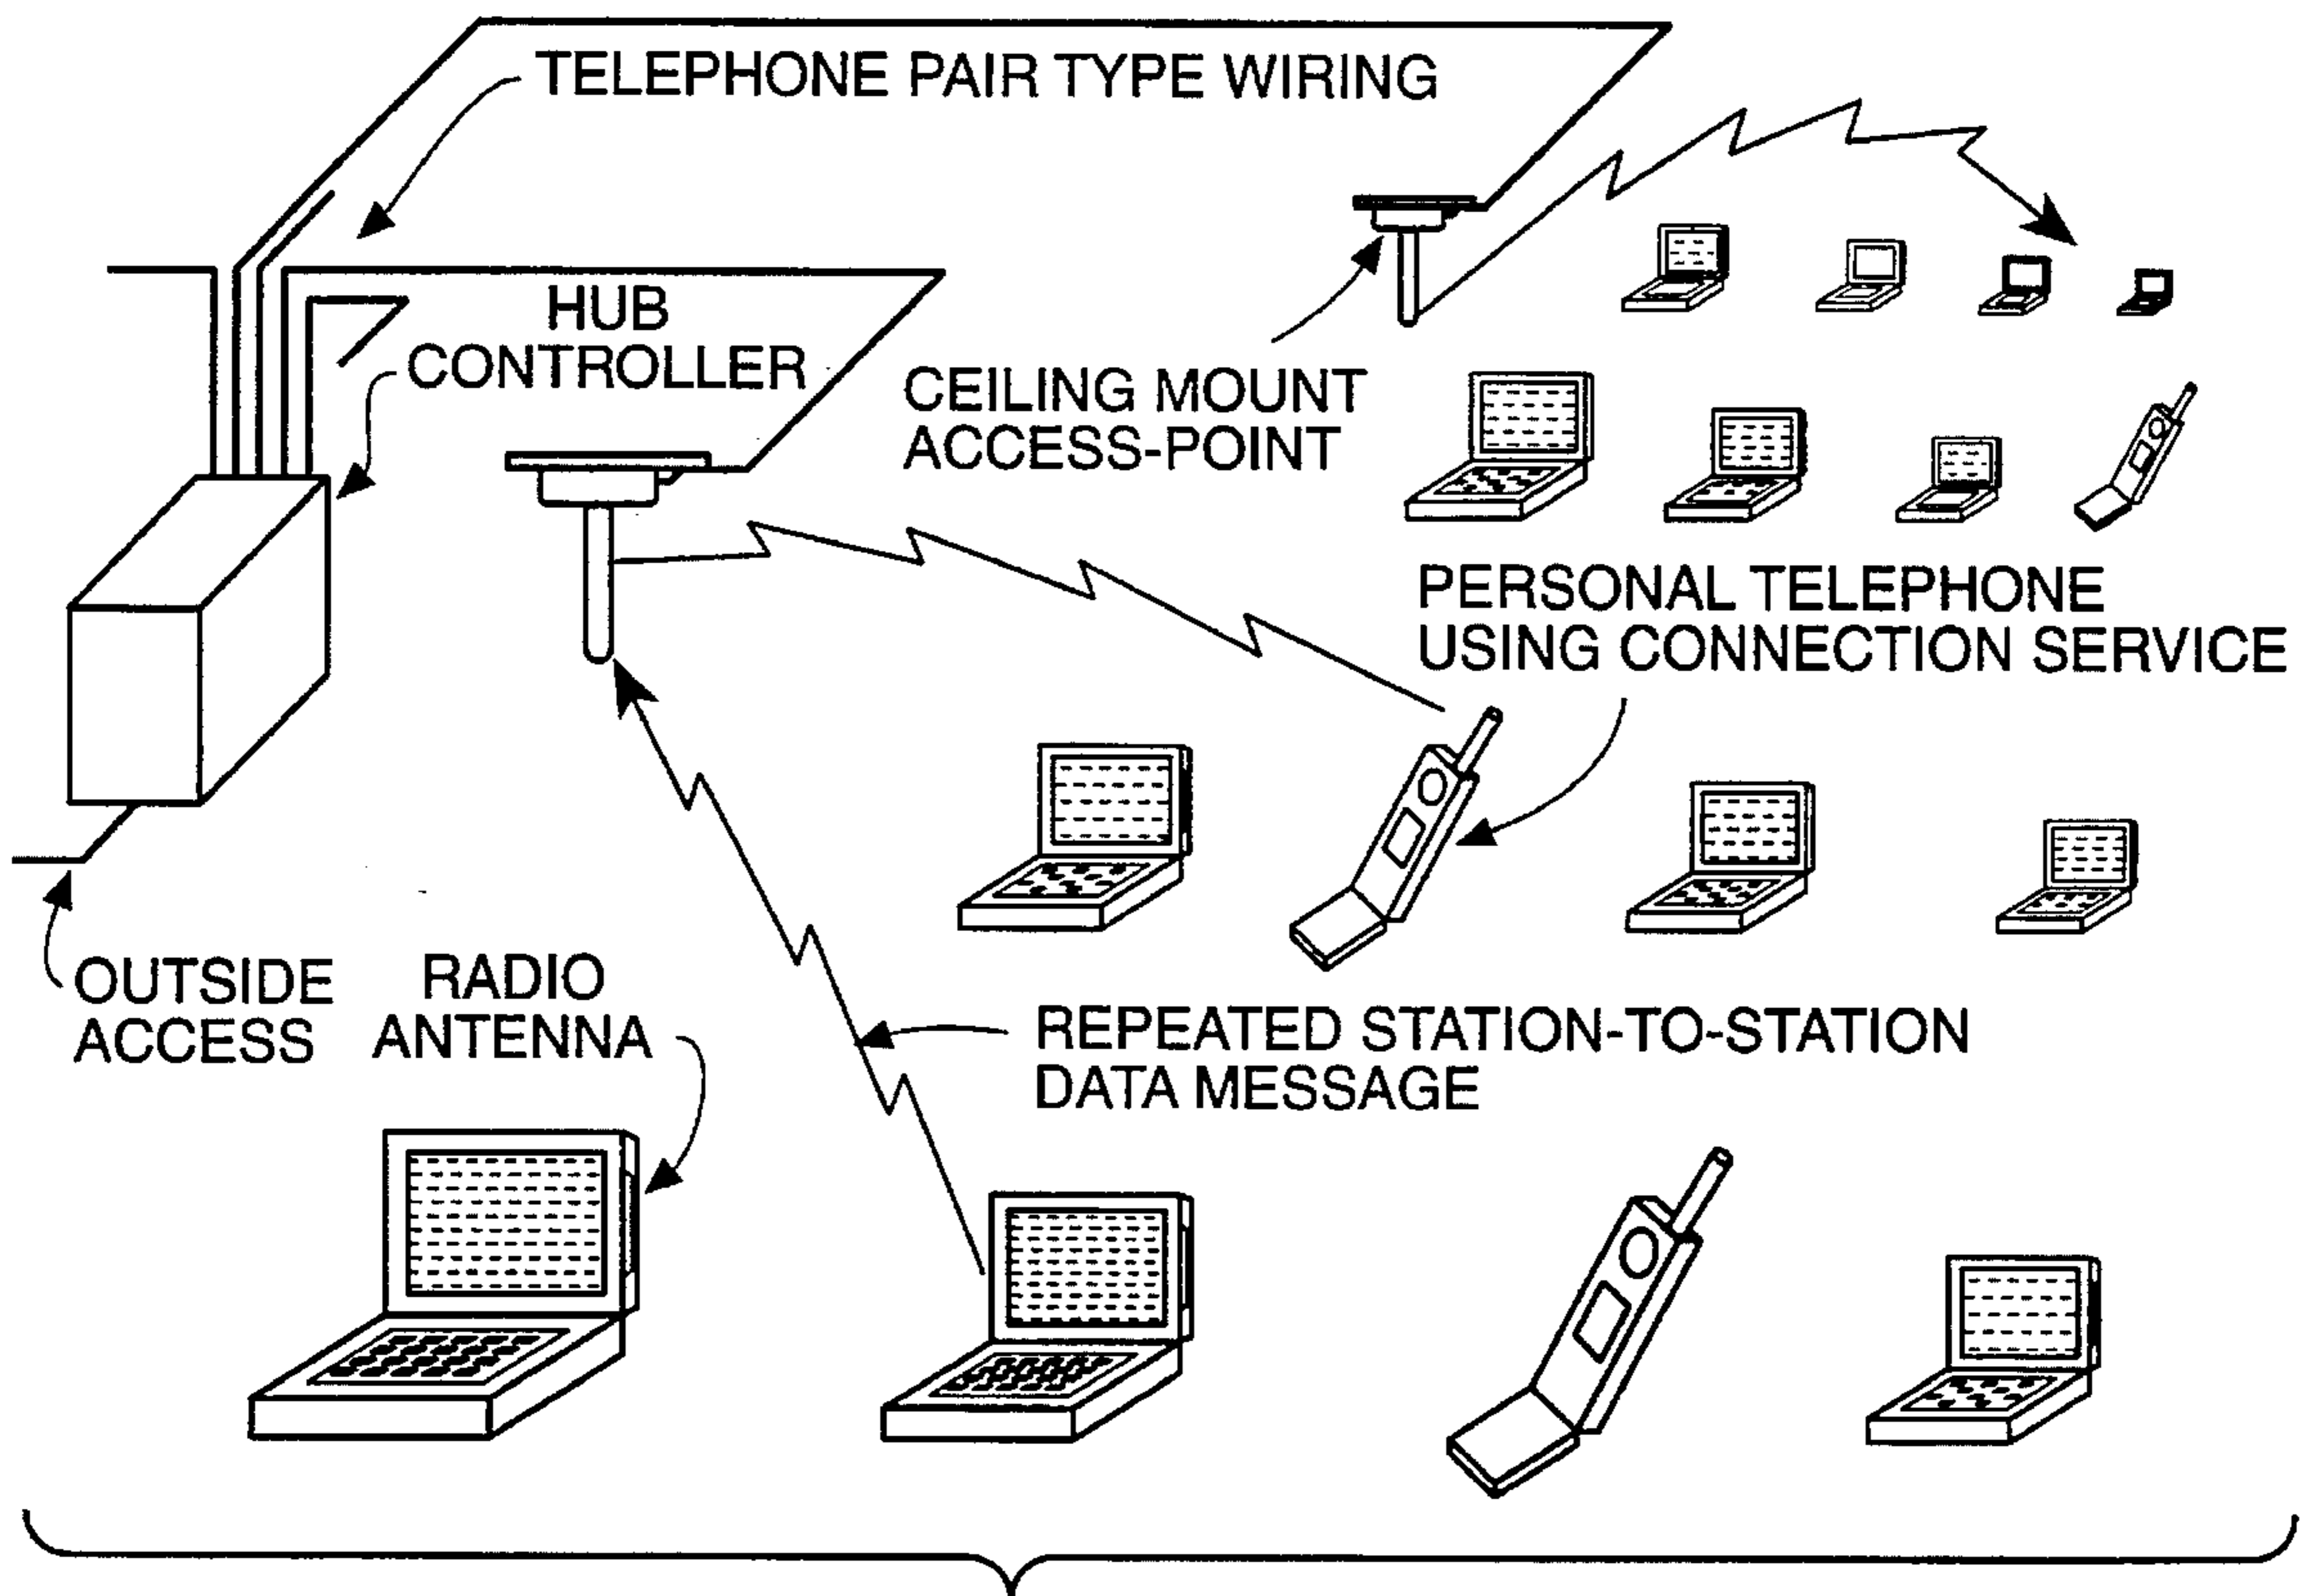 TELEPHONE PAIR TYPE WIRING
HUB
CONTROLLER
CEILING MOUNT
ACCESS-POINT
PERSONAL TELEPHONE
USING CONNECTION SERVICE
OUTSIDE
ACCESS
RADIO
ANTENNA
REPEATED STATION-TO-STATION
DATA MESSAGE